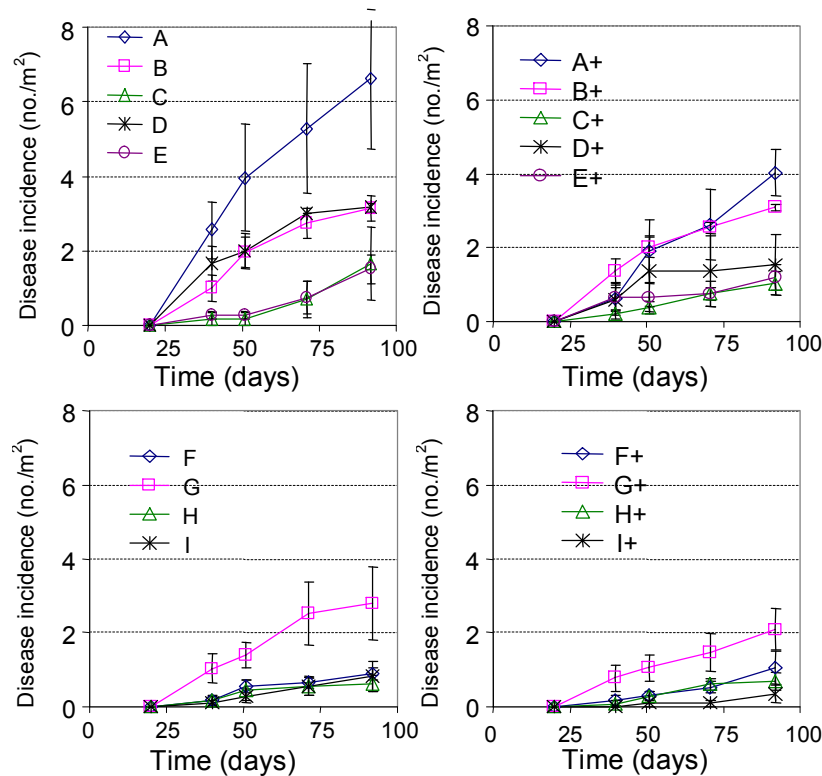 Disease incidence (no./m²)
8
6
4
2
0
A
B
C
D
E
0 25 50 75 100
Time (days)
Disease incidence (no./m²)
8
6
4
2
0
A+
B+
C+
D+
E+
0 25 50 75 100
Time (days)
Disease incidence (no./m²)
8
6
4
2
0
F
G
H
I
0 25 50 75 100
Time (days)
Disease incidence (no./m²)
8
6
4
2
0
F+
G+
H+
I+
0 25 50 75 100
Time (days)